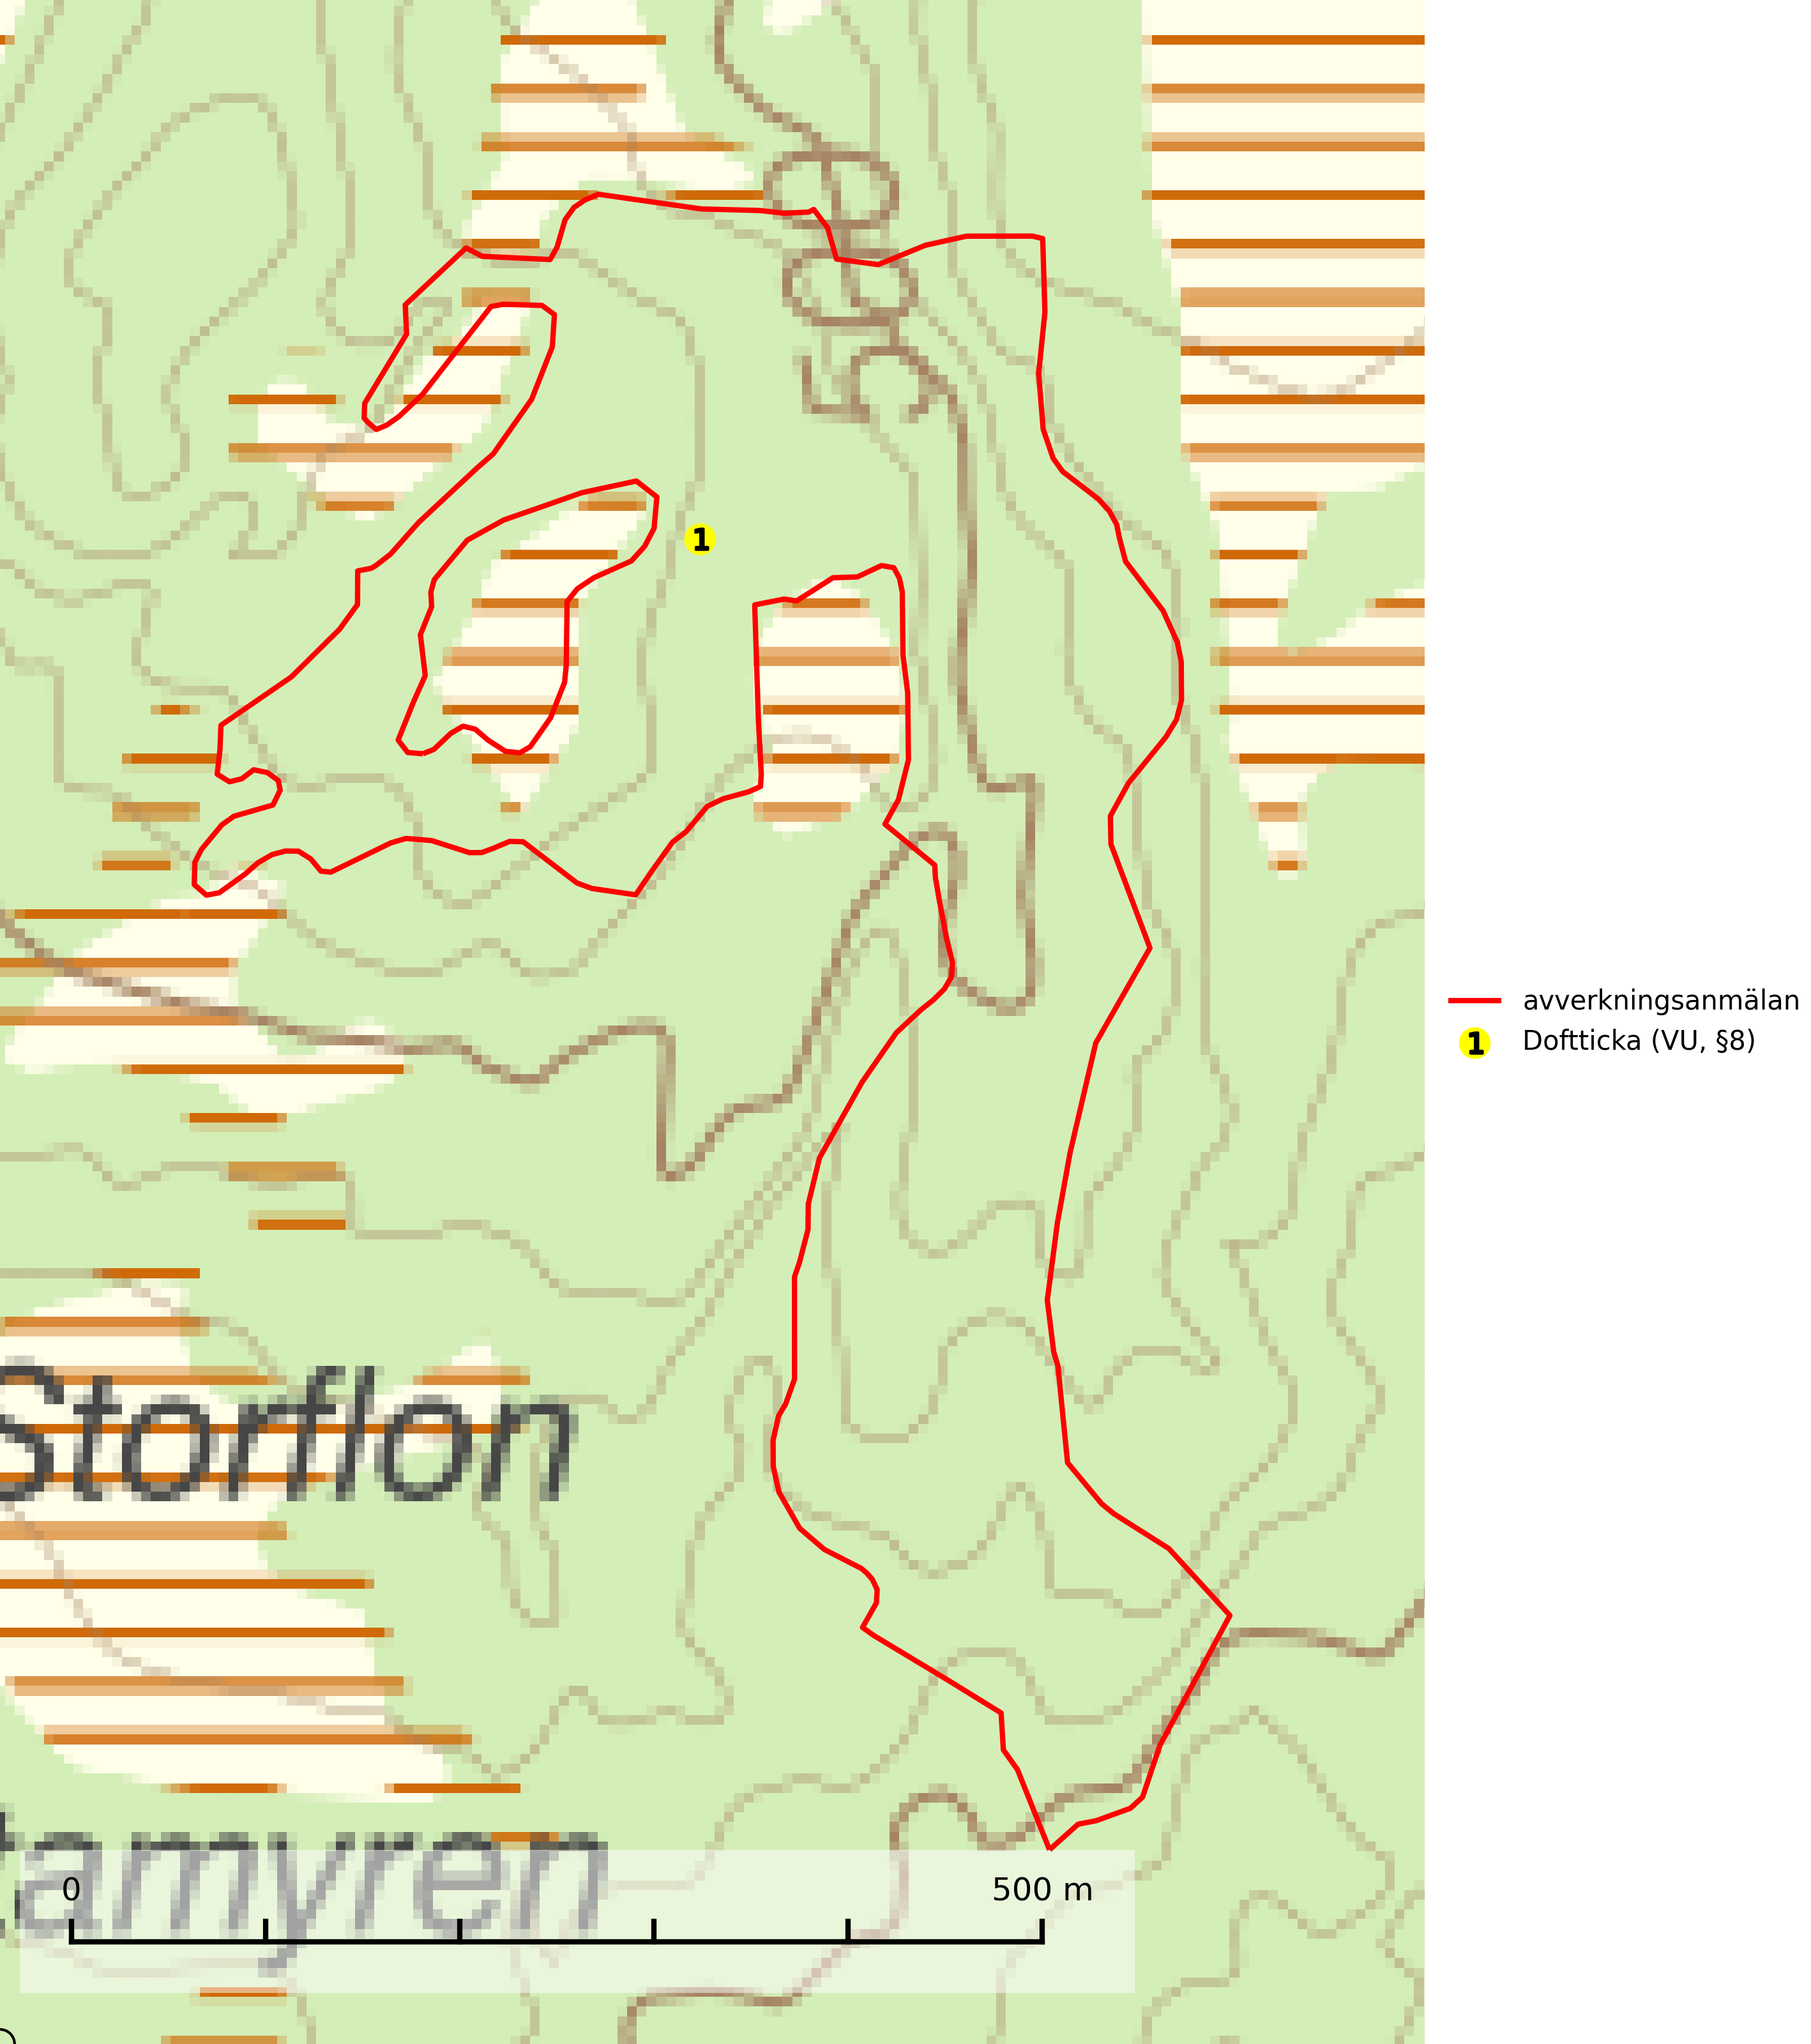 1
avverkningsanmälan
1 Doftticka (VU, §8)
Storflon
amyren
0 500 m